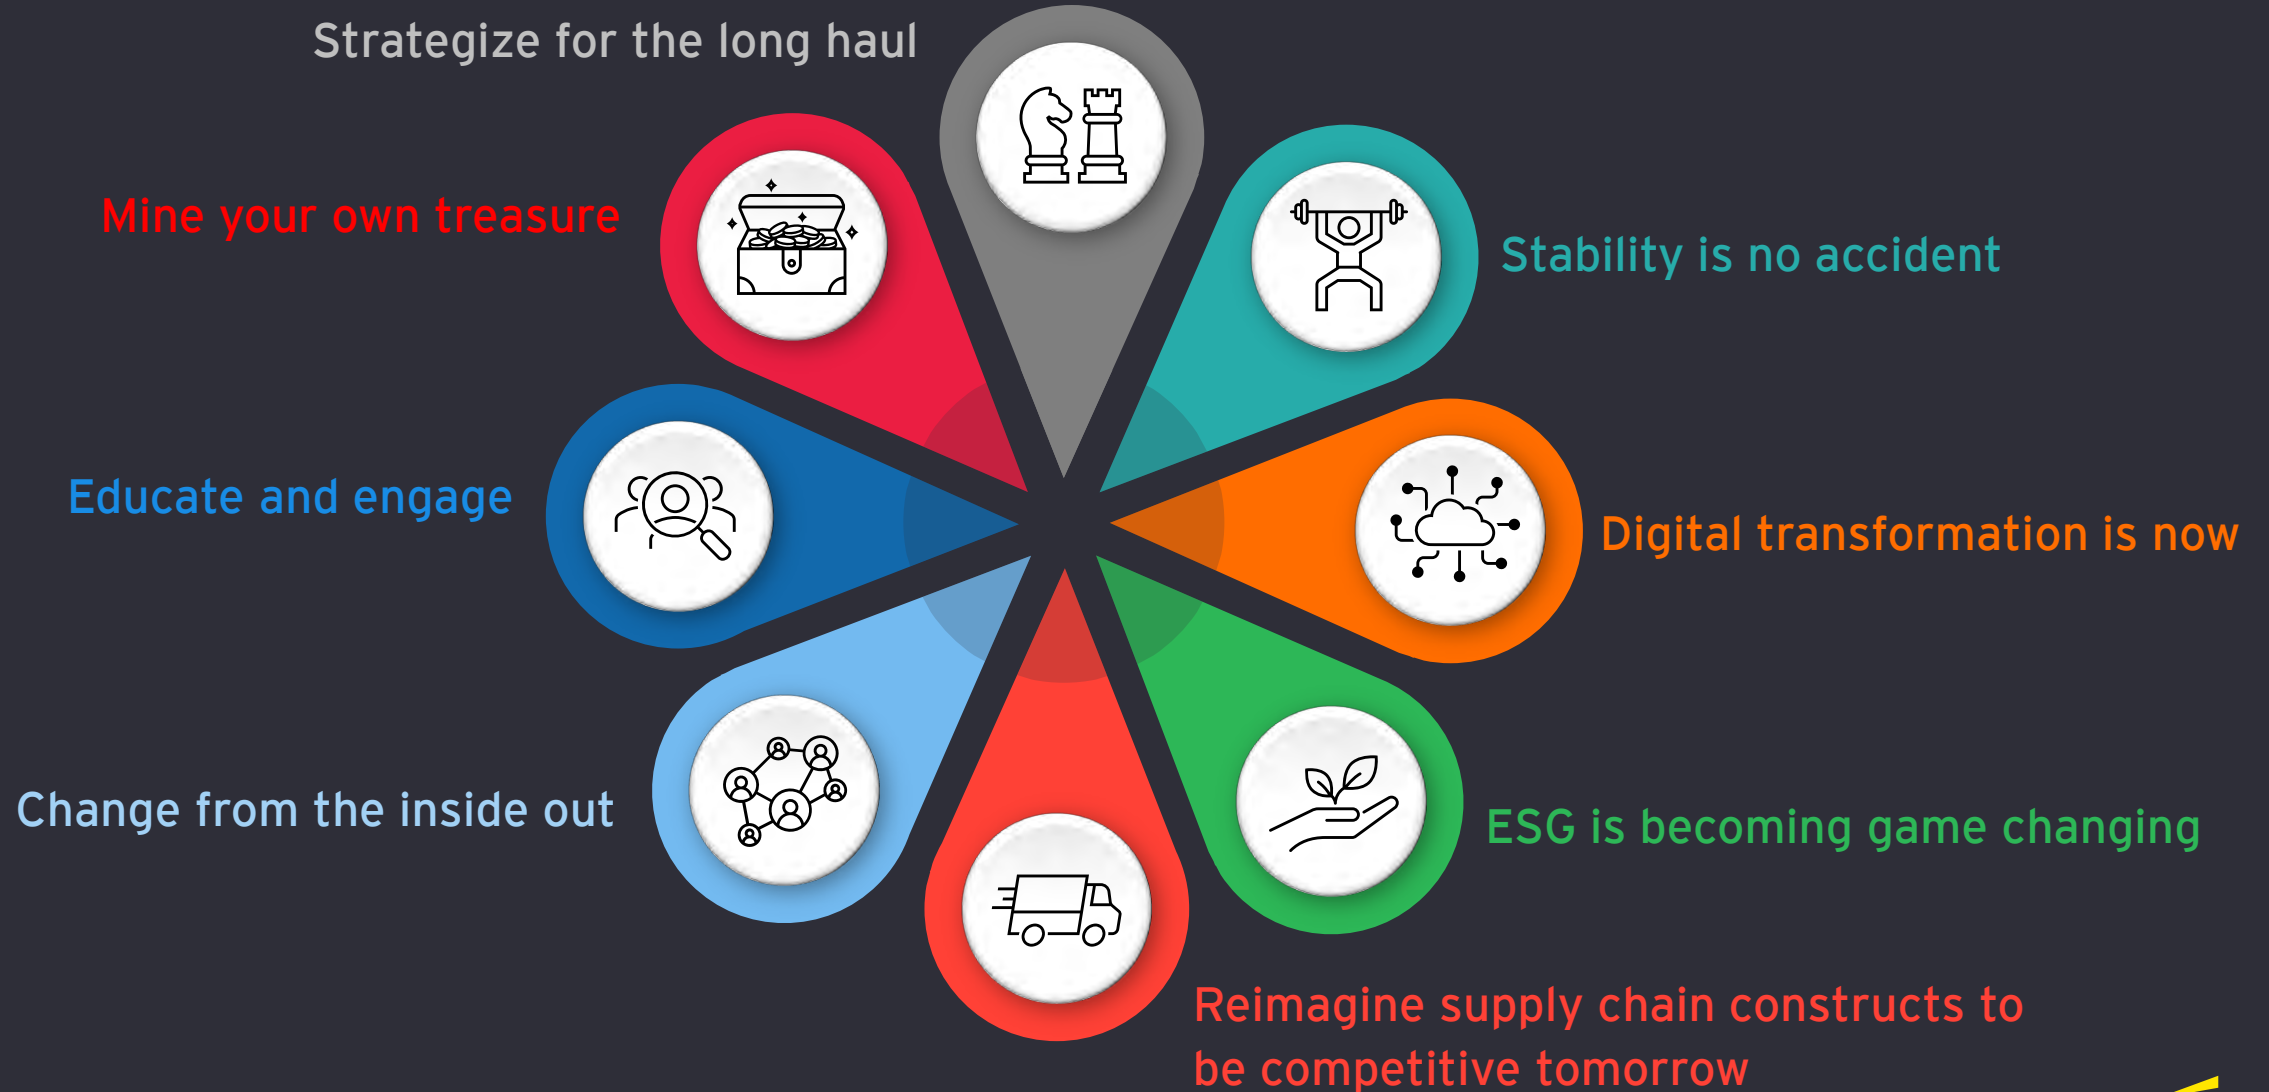 Strategize for the long haul
Mine your own treasure
Stability is no accident
Educate and engage
Digital transformation is now
Change from the inside out
ESG is becoming game changing
Reimagine supply chain constructs to
be competitive tomorrow